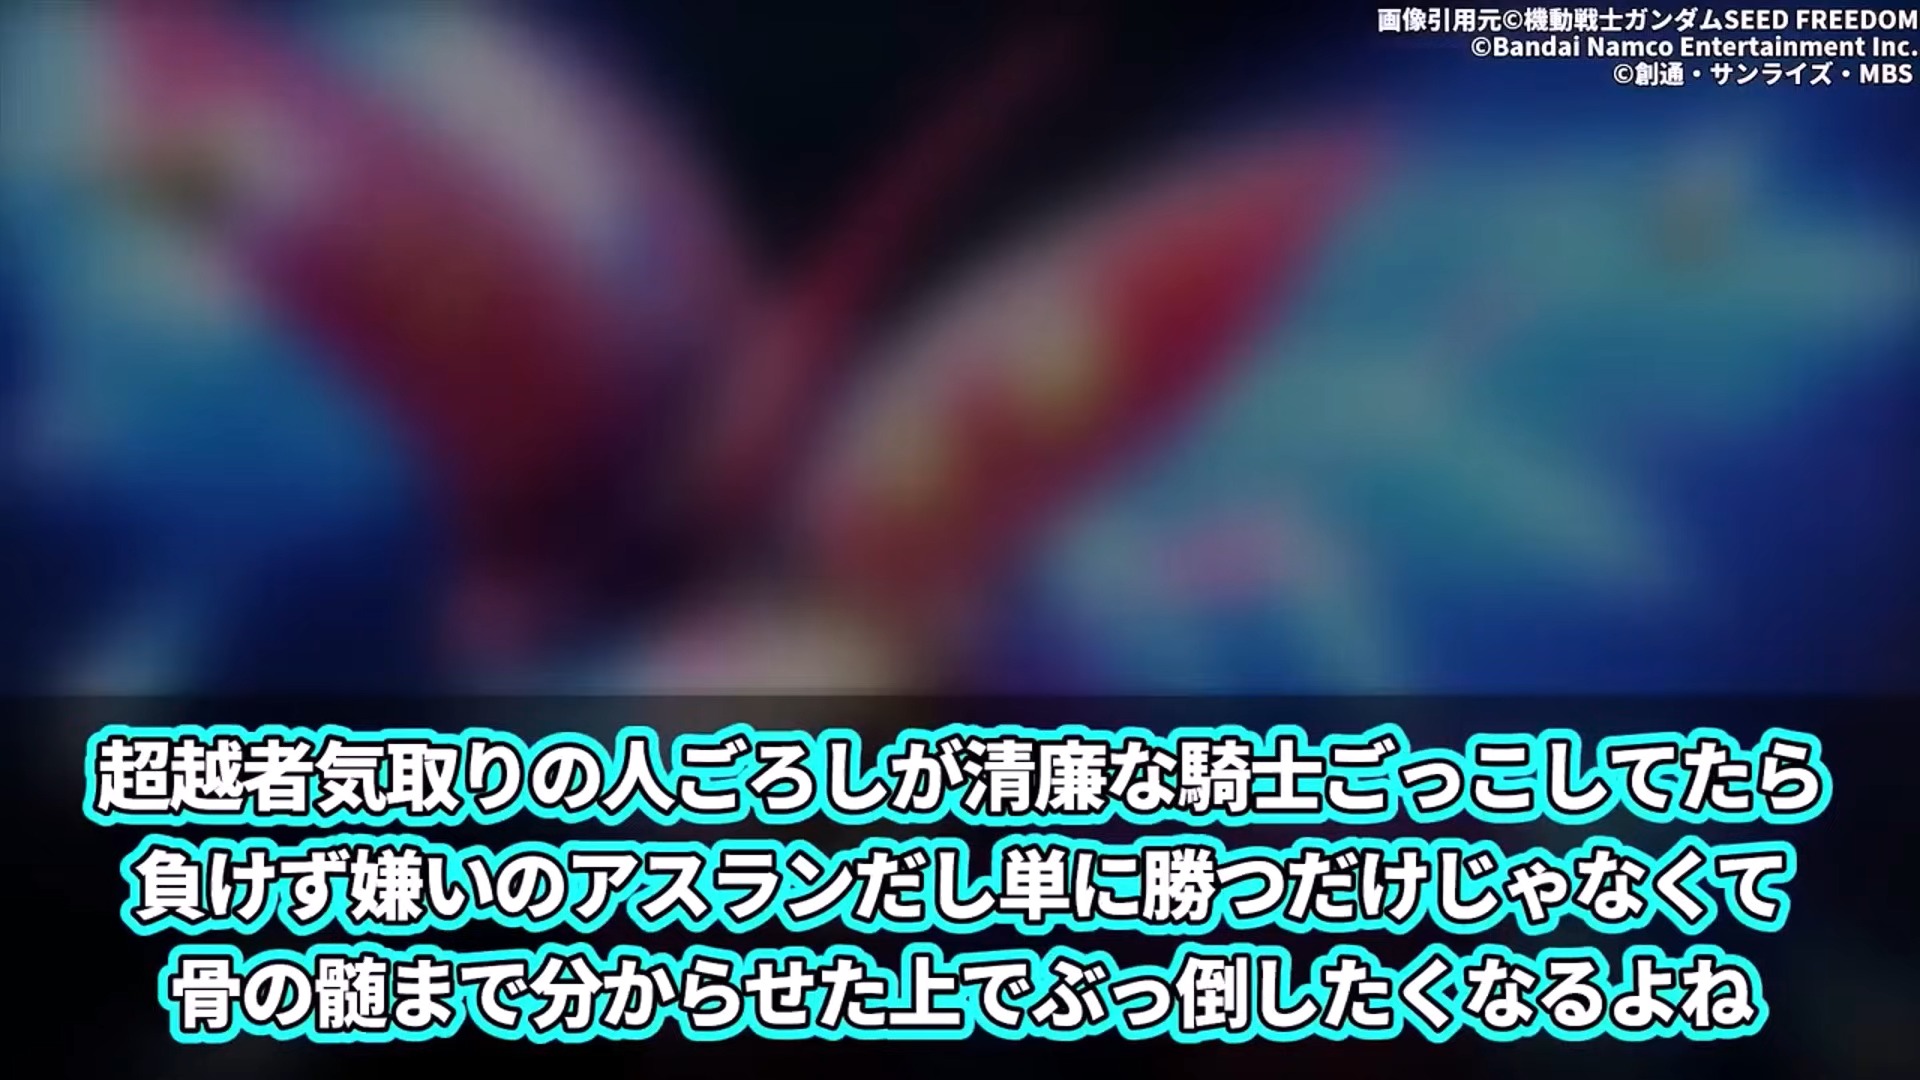 画像引用元©機動戦士ガンダムSEED FREEDOM
©Bandai Namco Entertainment Inc.
©創通・サンライズ・MBS
超越者気取りの人ごろしが清廉な騎士ごっこしてたら
負けず嫌いのアスランだし単に勝つだけじゃなくて
骨の髄まで分からせた上でぶっ倒したくなるよね